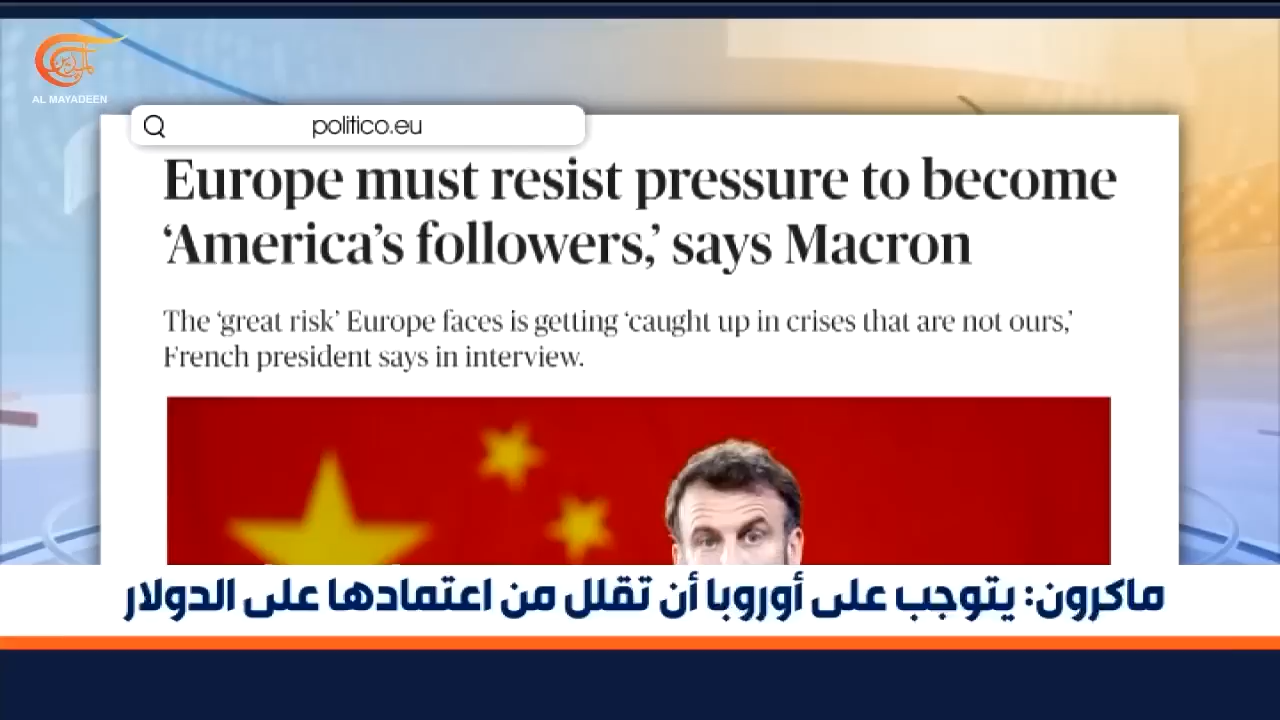 AL MAYADEEN
politico.eu
Europe must resist pressure to become
‘America’s followers,’ says Macron
The ‘great risk’ Europe faces is getting ‘caught up in crises that are not ours,’
French president says in interview.
ماكرون: يتوجب على أوروبا أن تقلل من اعتمادها على الدولار